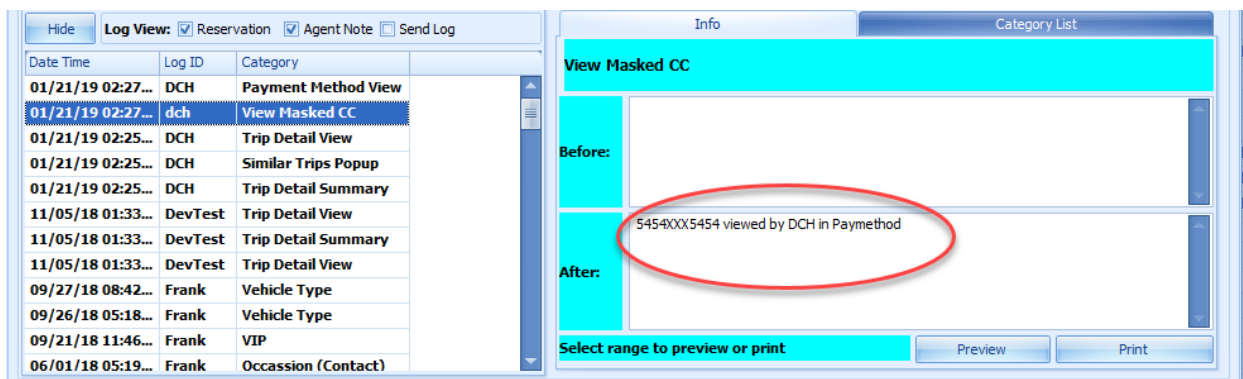 Hide Log View: Reservation Agent Note Send Log
Date Time Log ID Category
01/21/19 02:27... DCH Payment Method View
01/21/19 02:27... dch View Masked CC
01/21/19 02:25... DCH Trip Detail View
01/21/19 02:25... DCH Similar Trips Popup
01/21/19 02:25... DCH Trip Detail Summary
11/05/18 01:33... DevTest Trip Detail View
11/05/18 01:33... DevTest Trip Detail Summary
11/05/18 01:33... DevTest Trip Detail View
09/27/18 08:42... Frank Vehicle Type
09/26/18 05:18... Frank Vehicle Type
09/21/18 11:46... Frank VIP
06/01/18 05:19... Frank Occassion (Contact)
Info Category List
View Masked CC
Before:
After: 5454XXX5454 viewed by DCH in Paymethod
Select range to preview or print Preview Print